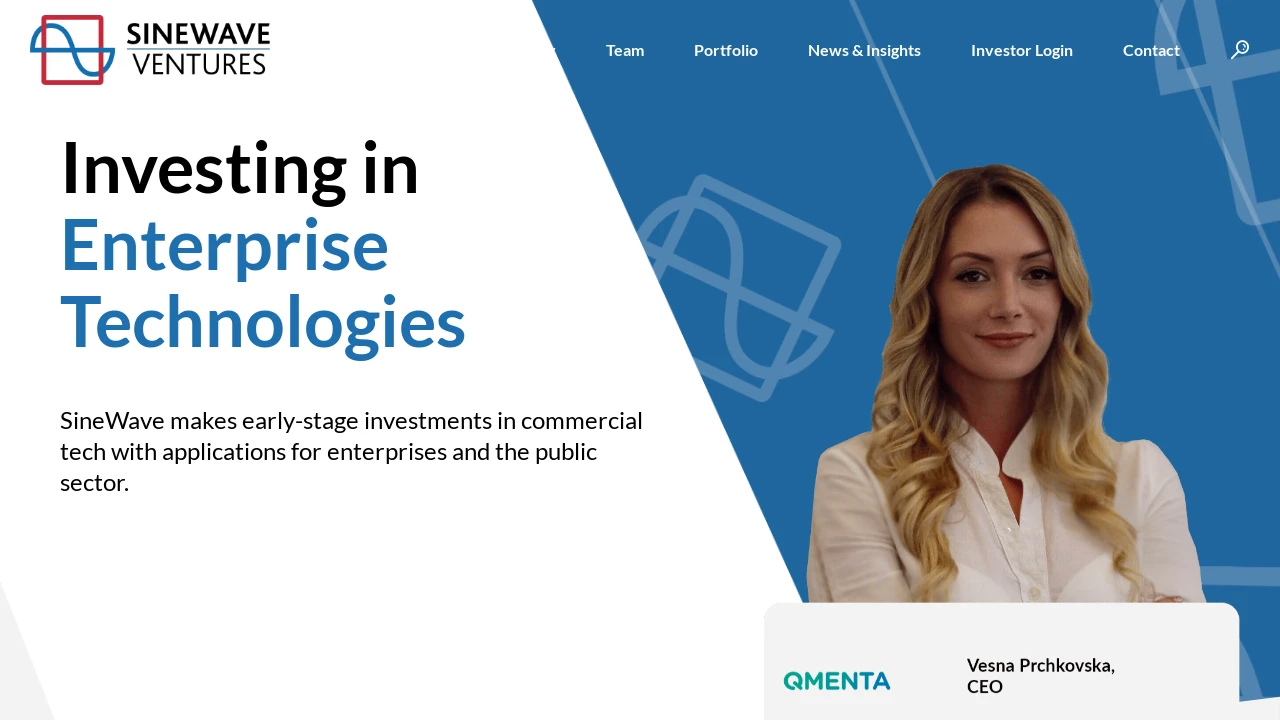 SINEWAVE
VENTURES
Team
Portfolio
News & Insights
Investor Login
Contact
Investing in
Enterprise
Technologies
SineWave makes early-stage investments in commercial
tech with applications for enterprises and the public
sector.
QMENTA
Vesna Prchkovska,
CEO